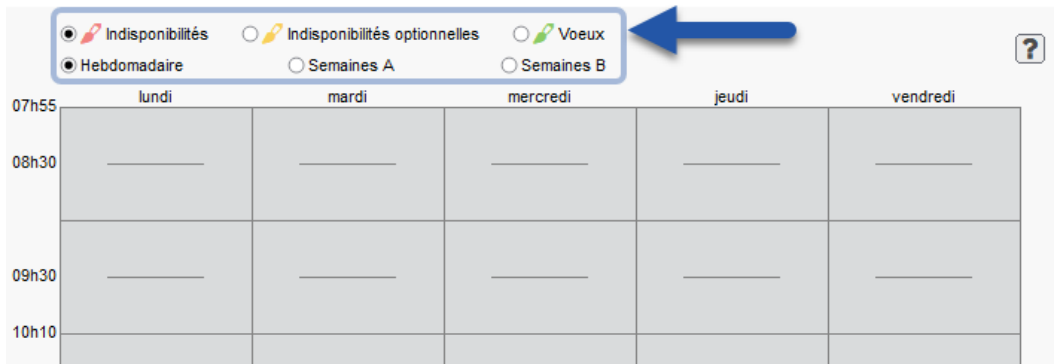 Indisponibilités Indisponibilités optionnelles Voeux
Hebdomadaire Semaines A Semaines B
?
lundi mardi mercredi jeudi vendredi
07h55
08h30
09h30
10h10